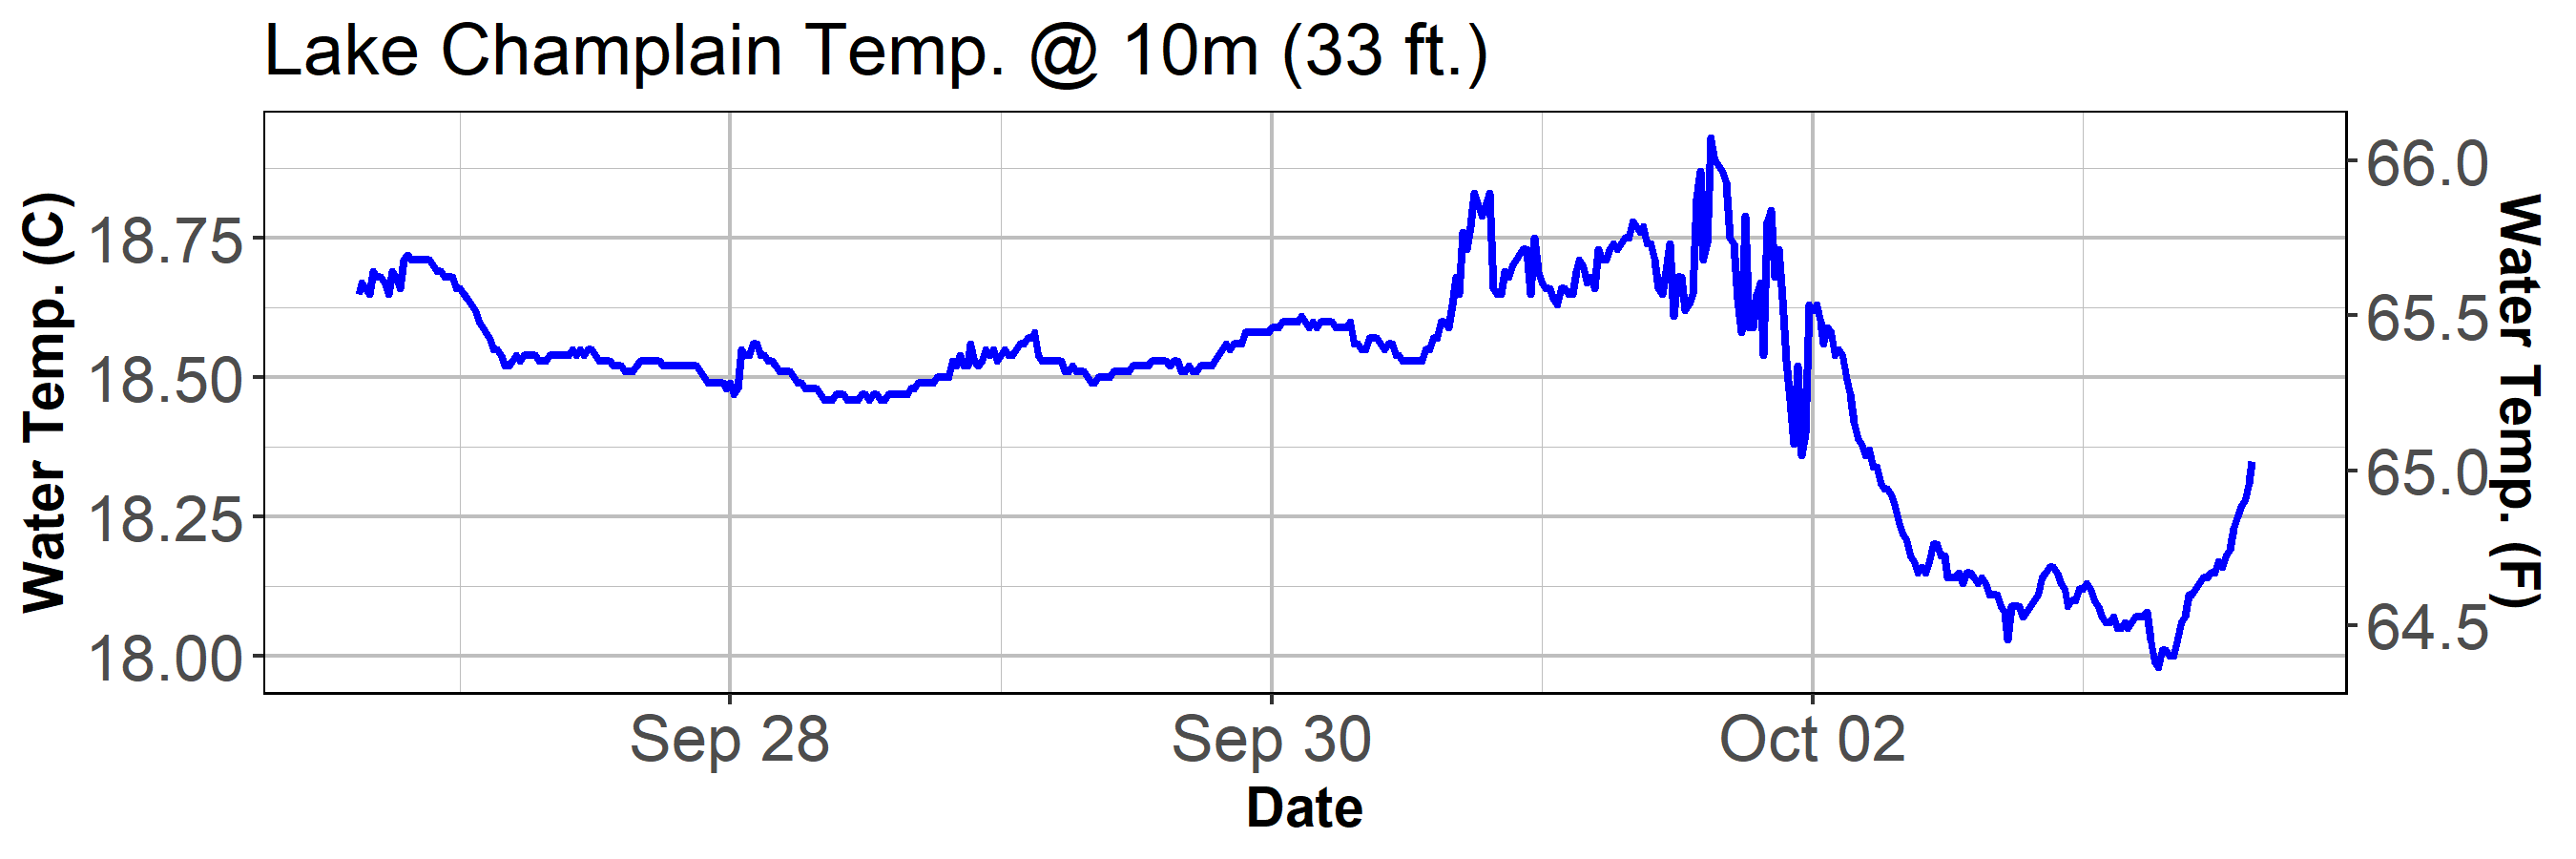 Lake Champlain Temp. @ 10m (33 ft.)
Water Temp. (C)
18.75
18.50
18.25
18.00
66.0
65.5
65.0
64.5
Water Temp. (F)
Sep 28
Sep 30
Oct 02
Date